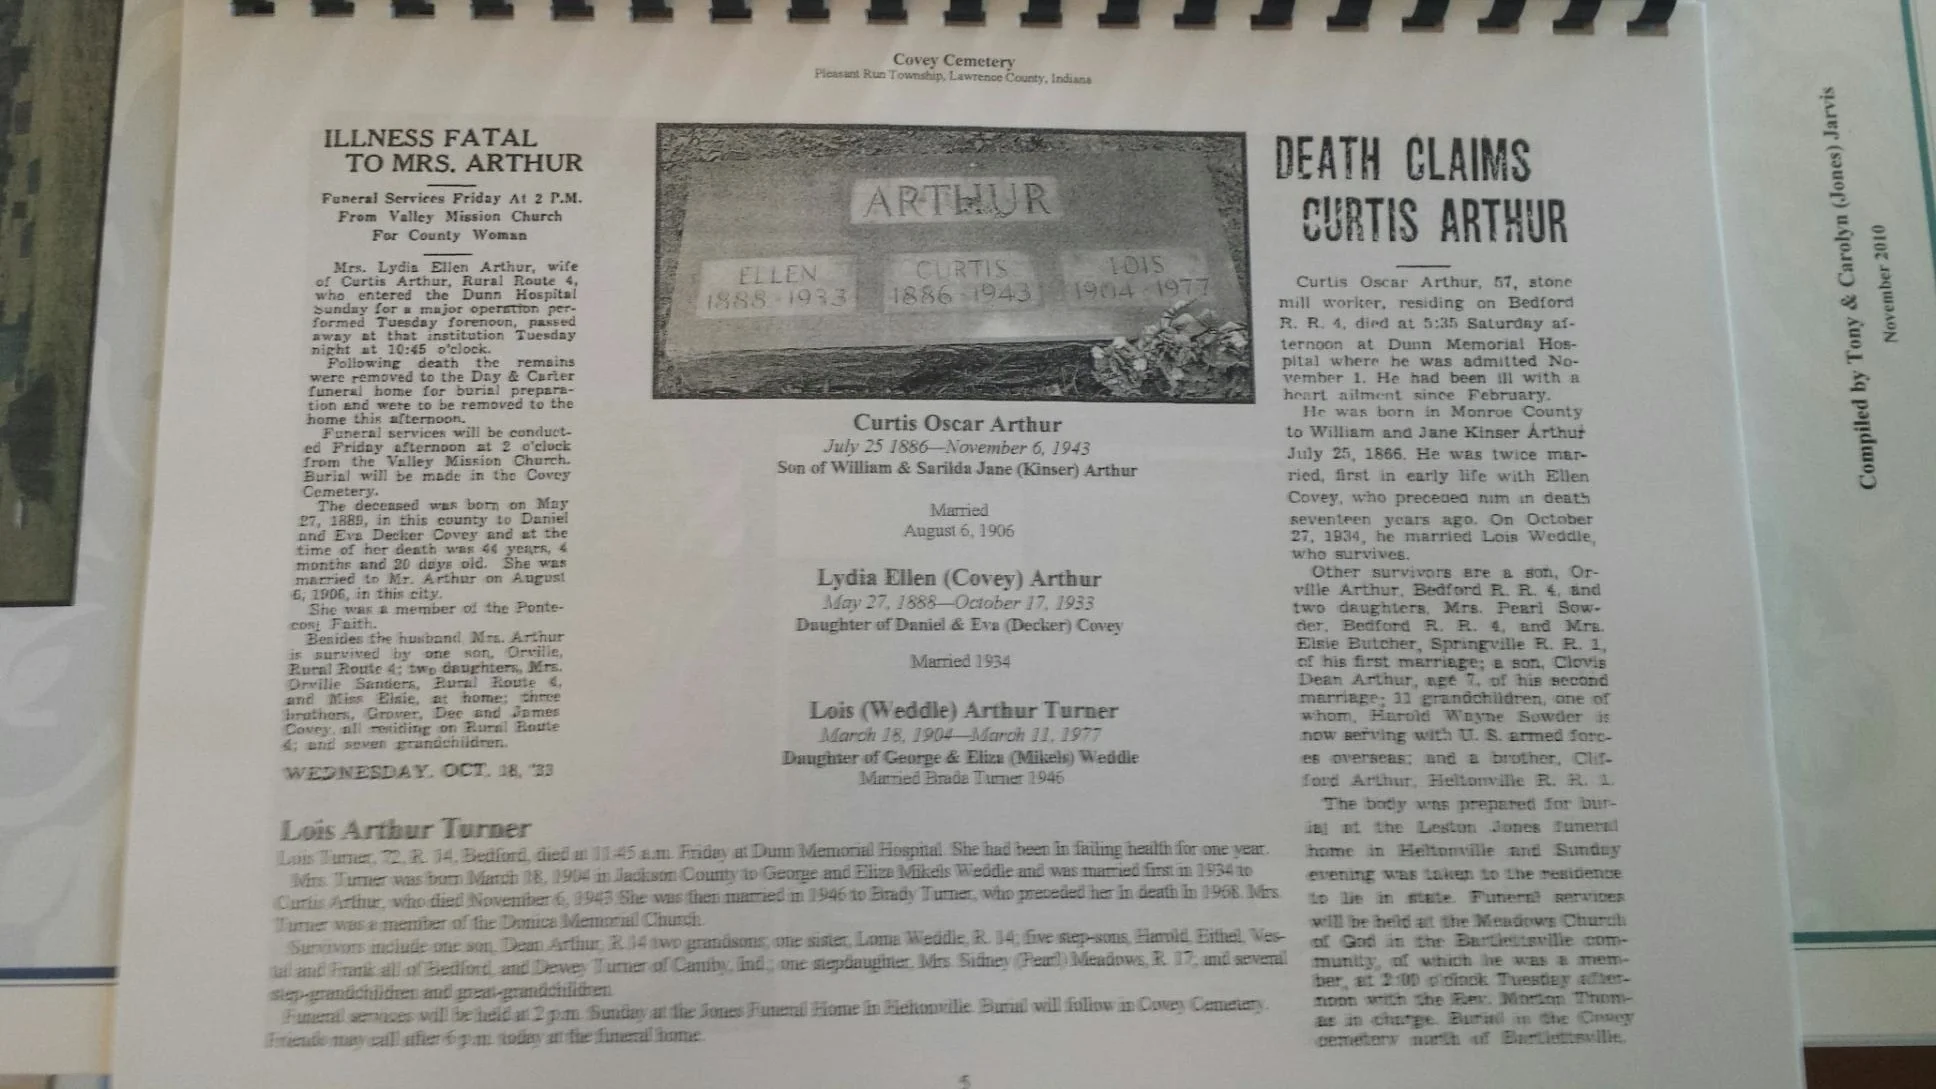 Covey Cemetery
Pleasant Run Township, Lawrence County, Indiana
ILLNESS FATAL
TO MRS. ARTHUR
Funeral Services Friday At 2 P.M.
From Valley Mission Church
For County Woman
Mrs. Lydia Ellen Arthur, wife
of Curtis Arthur, Rural Route 4,
who entered the Dunn Hospital
Sunday for a major operation per-
formed Tuesday forenoon, passed
away at that institution Tuesday
night at 10:45 o'clock.
Following death the remains
were removed to the Day & Carter
funeral home for burial prepara-
tion and were to be removed to the
home this afternoon.
Funeral services will be conduct-
ed Friday afternoon at 2 o'clock
from the Valley Mission Church.
Burial will be made in the Covey
Cemetery.
The deceased was born on May
27, 1889, in this county to Daniel
and Eva Decker Covey and at the
time of her death was 44 years, 4
months and 20 days old. She was
married to Mr. Arthur on August
6, 1906, in this city.
She was a member of the Pente-
cost Faith.
Besides the husband Mrs. Arthur
is survived by one son, Orville,
Rural Route 4; two daughters, Mrs.
Orville Sanders, Rural Route 4,
and Miss Elsie, at home; three
brothers, Grover, Dee and James
Covey, all residing on Rural Route
4; and seven grandchildren.
WEDNESDAY, OCT. 18, '33
ARTHUR
ELLEN
1888-1933
CURTIS
1886-1943
LOIS
1904-1977
Curtis Oscar Arthur
July 25 1886—November 6, 1943
Son of William & Sarilda Jane (Kinser) Arthur
Married
August 6, 1906
Lydia Ellen (Covey) Arthur
May 27, 1888—October 17, 1933
Daughter of Daniel & Eva (Decker) Covey
Married 1934
Lois (Weddle) Arthur Turner
March 18, 1904—March 11, 1977
Daughter of George & Eliza (Mikels) Weddle
Married Brada Turner 1946
DEATH CLAIMS
CURTIS ARTHUR
Curtis Oscar Arthur, 57, stone
mill worker, residing on Bedford
R. R. 4, died at 5:35 Saturday af-
ternoon at Dunn Memorial Hos-
pital where he was admitted No-
vember 1. He had been ill with a
heart ailment since February.
He was born in Monroe County
to William and Jane Kinser Arthur
July 25, 1866. He was twice mar-
ried, first in early life with Ellen
Covey, who preceded him in death
seventeen years ago. On October
27, 1934, he married Lois Weddle,
who survives.
Other survivors are a son, Or-
ville Arthur, Bedford R. R. 4, and
two daughters, Mrs. Pearl Sow-
der, Bedford R. R. 4, and Mrs.
Elsie Butcher, Springville R. R. 1,
of his first marriage; a son, Clovis
Dean Arthur, age 7, of his second
marriage; 11 grandchildren, one of
whom, Harold Wayne Sowder is
now serving with U. S. armed forc-
es overseas; and a brother, Clif-
ford Arthur, Heltonville R. R. 1.
The body was prepared for bur-
ial at the Leston Jones funeral
home in Heltonville and Sunday
evening was taken to the residence
to lie in state. Funeral services
will be held at the Meadows Church
of God in the Bartlettsville com-
munity, of which he was a mem-
ber, at 2:00 o'clock Tuesday after-
noon with the Rev. Morton Thom-
as in charge. Burial in the Covey
cemetery north of Bartlettsville.
Lois Arthur Turner
Lois Turner, 72, R. 14, Bedford, died at 11:45 a.m. Friday at Dunn Memorial Hospital. She had been in failing health for one year.
Mrs. Turner was born March 18, 1904 in Jackson County to George and Eliza Mikels Weddle and was married first in 1934 to
Curtis Arthur, who died November 6, 1943 She was then married in 1946 to Brady Turner, who preceded her in death in 1968. Mrs.
Turner was a member of the Donica Memorial Church.
Survivors include one son, Dean Arthur, R.14 two grandsons; one sister, Loma Weddle, R. 14; five step-sons, Harold, Eithel, Ves-
tal and Frank all of Bedford, and Dewey Turner of Camby, Ind.; one stepdaughter, Mrs. Sidney (Pearl) Meadows, R. 17, and several
step-grandchildren and great-grandchildren.
Funeral services will be held at 2 p.m. Sunday at the Jones Funeral Home in Heltonville. Burial will follow in Covey Cemetery.
Friends may call after 6 p.m. today at the funeral home.
5
Compiled by Tony & Carolyn (Jones) Jarvis
November 2010